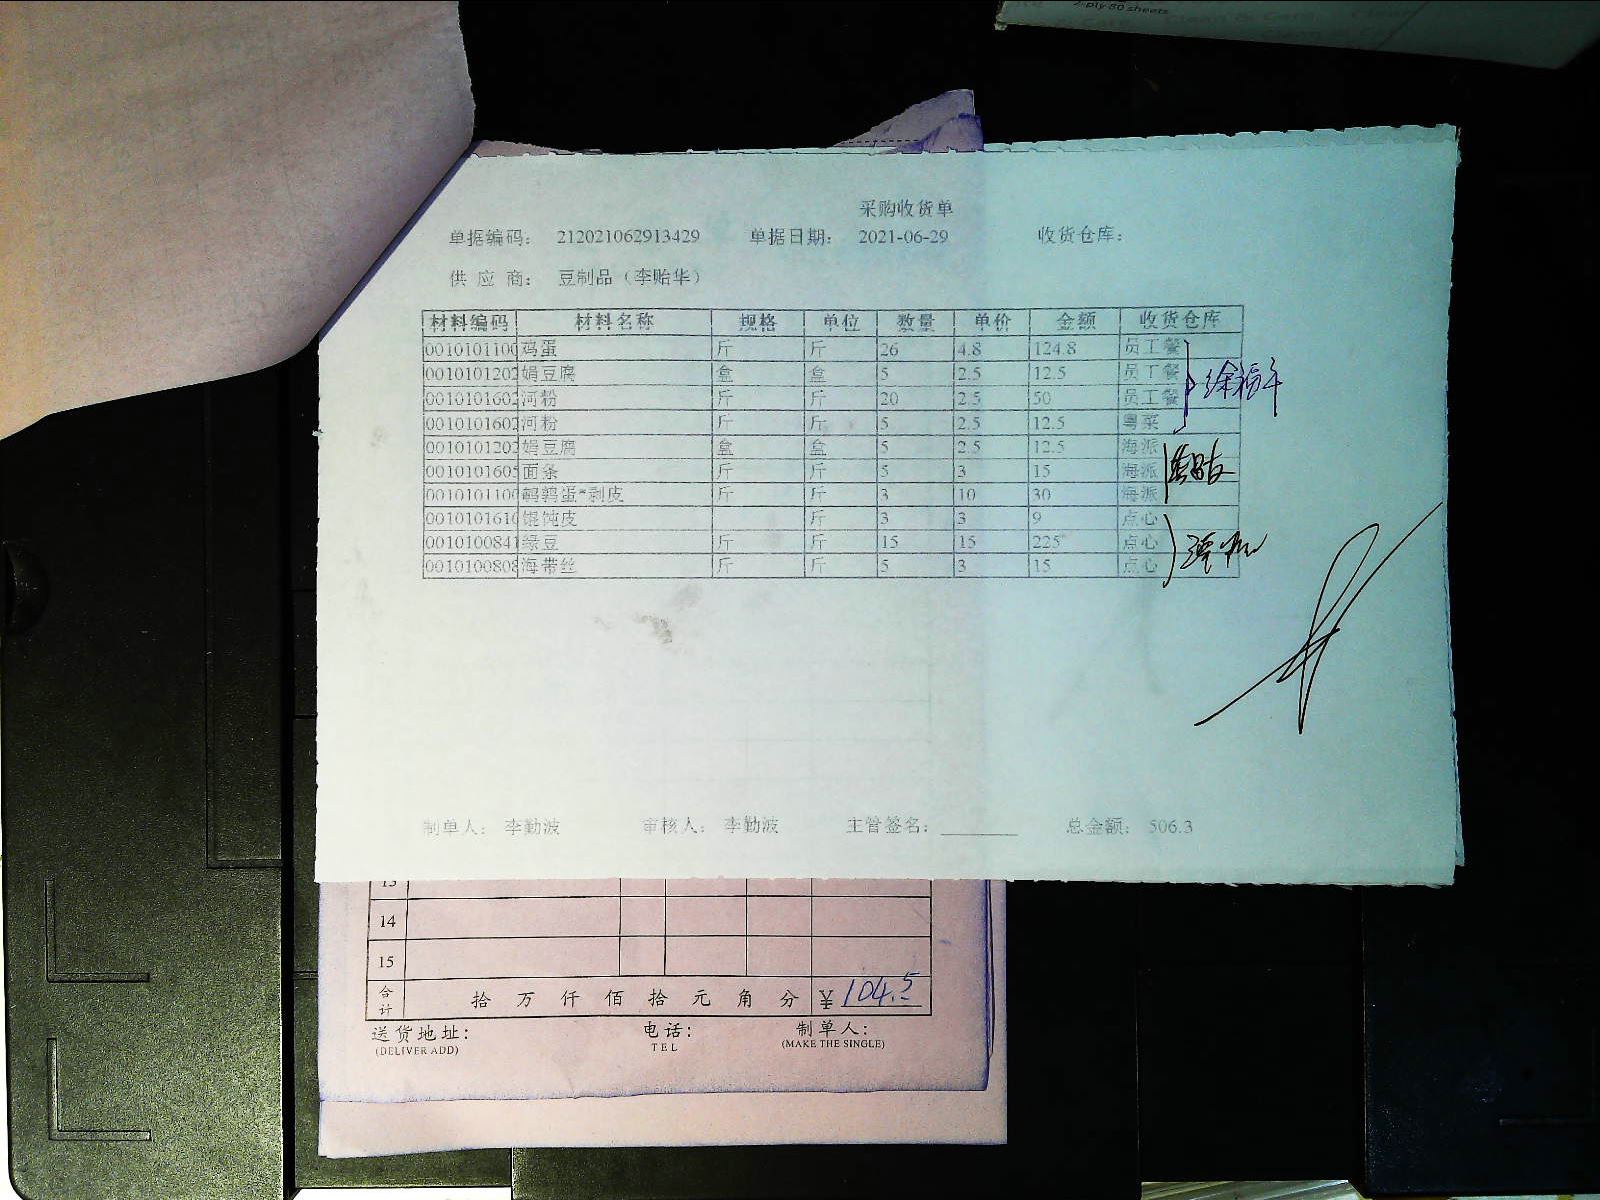 2-ply 80 sheets
采购收货单
单据编码： 212021062913429 单据日期： 2021-06-29 收货仓库：
供 应 商： 豆制品（李贻华）
材料编码 材料名称 规格 单位 数量 单价 金额 收货仓库
0010101100 鸡蛋 斤 斤 26 4.8 124.8 员工餐
0010101202 娟豆腐 盒 盒 5 2.5 12.5 员工餐
0010101602 河粉 斤 斤 20 2.5 50 员工餐
0010101602 河粉 斤 斤 5 2.5 12.5 粤菜
0010101202 娟豆腐 盒 盒 5 2.5 12.5 海派
0010101605 面条 斤 斤 5 3 15 海派
0010101100 鹌鹑蛋*剥皮 斤 斤 3 10 30 海派
0010101610 馄饨皮 斤 3 3 9 点心
0010100841 绿豆 斤 斤 15 15 225 点心
0010100808 海带丝 斤 斤 5 3 15 点心
制单人： 李勤波 审核人： 李勤波 主管签名： 总金额： 506.3
13
14
15
合计 拾 万 仟 佰 拾 元 角 分 ¥ 104.5
送货地址： 电话： 制单人：
(DELIVER ADD) TEL (MAKE THE SINGLE)